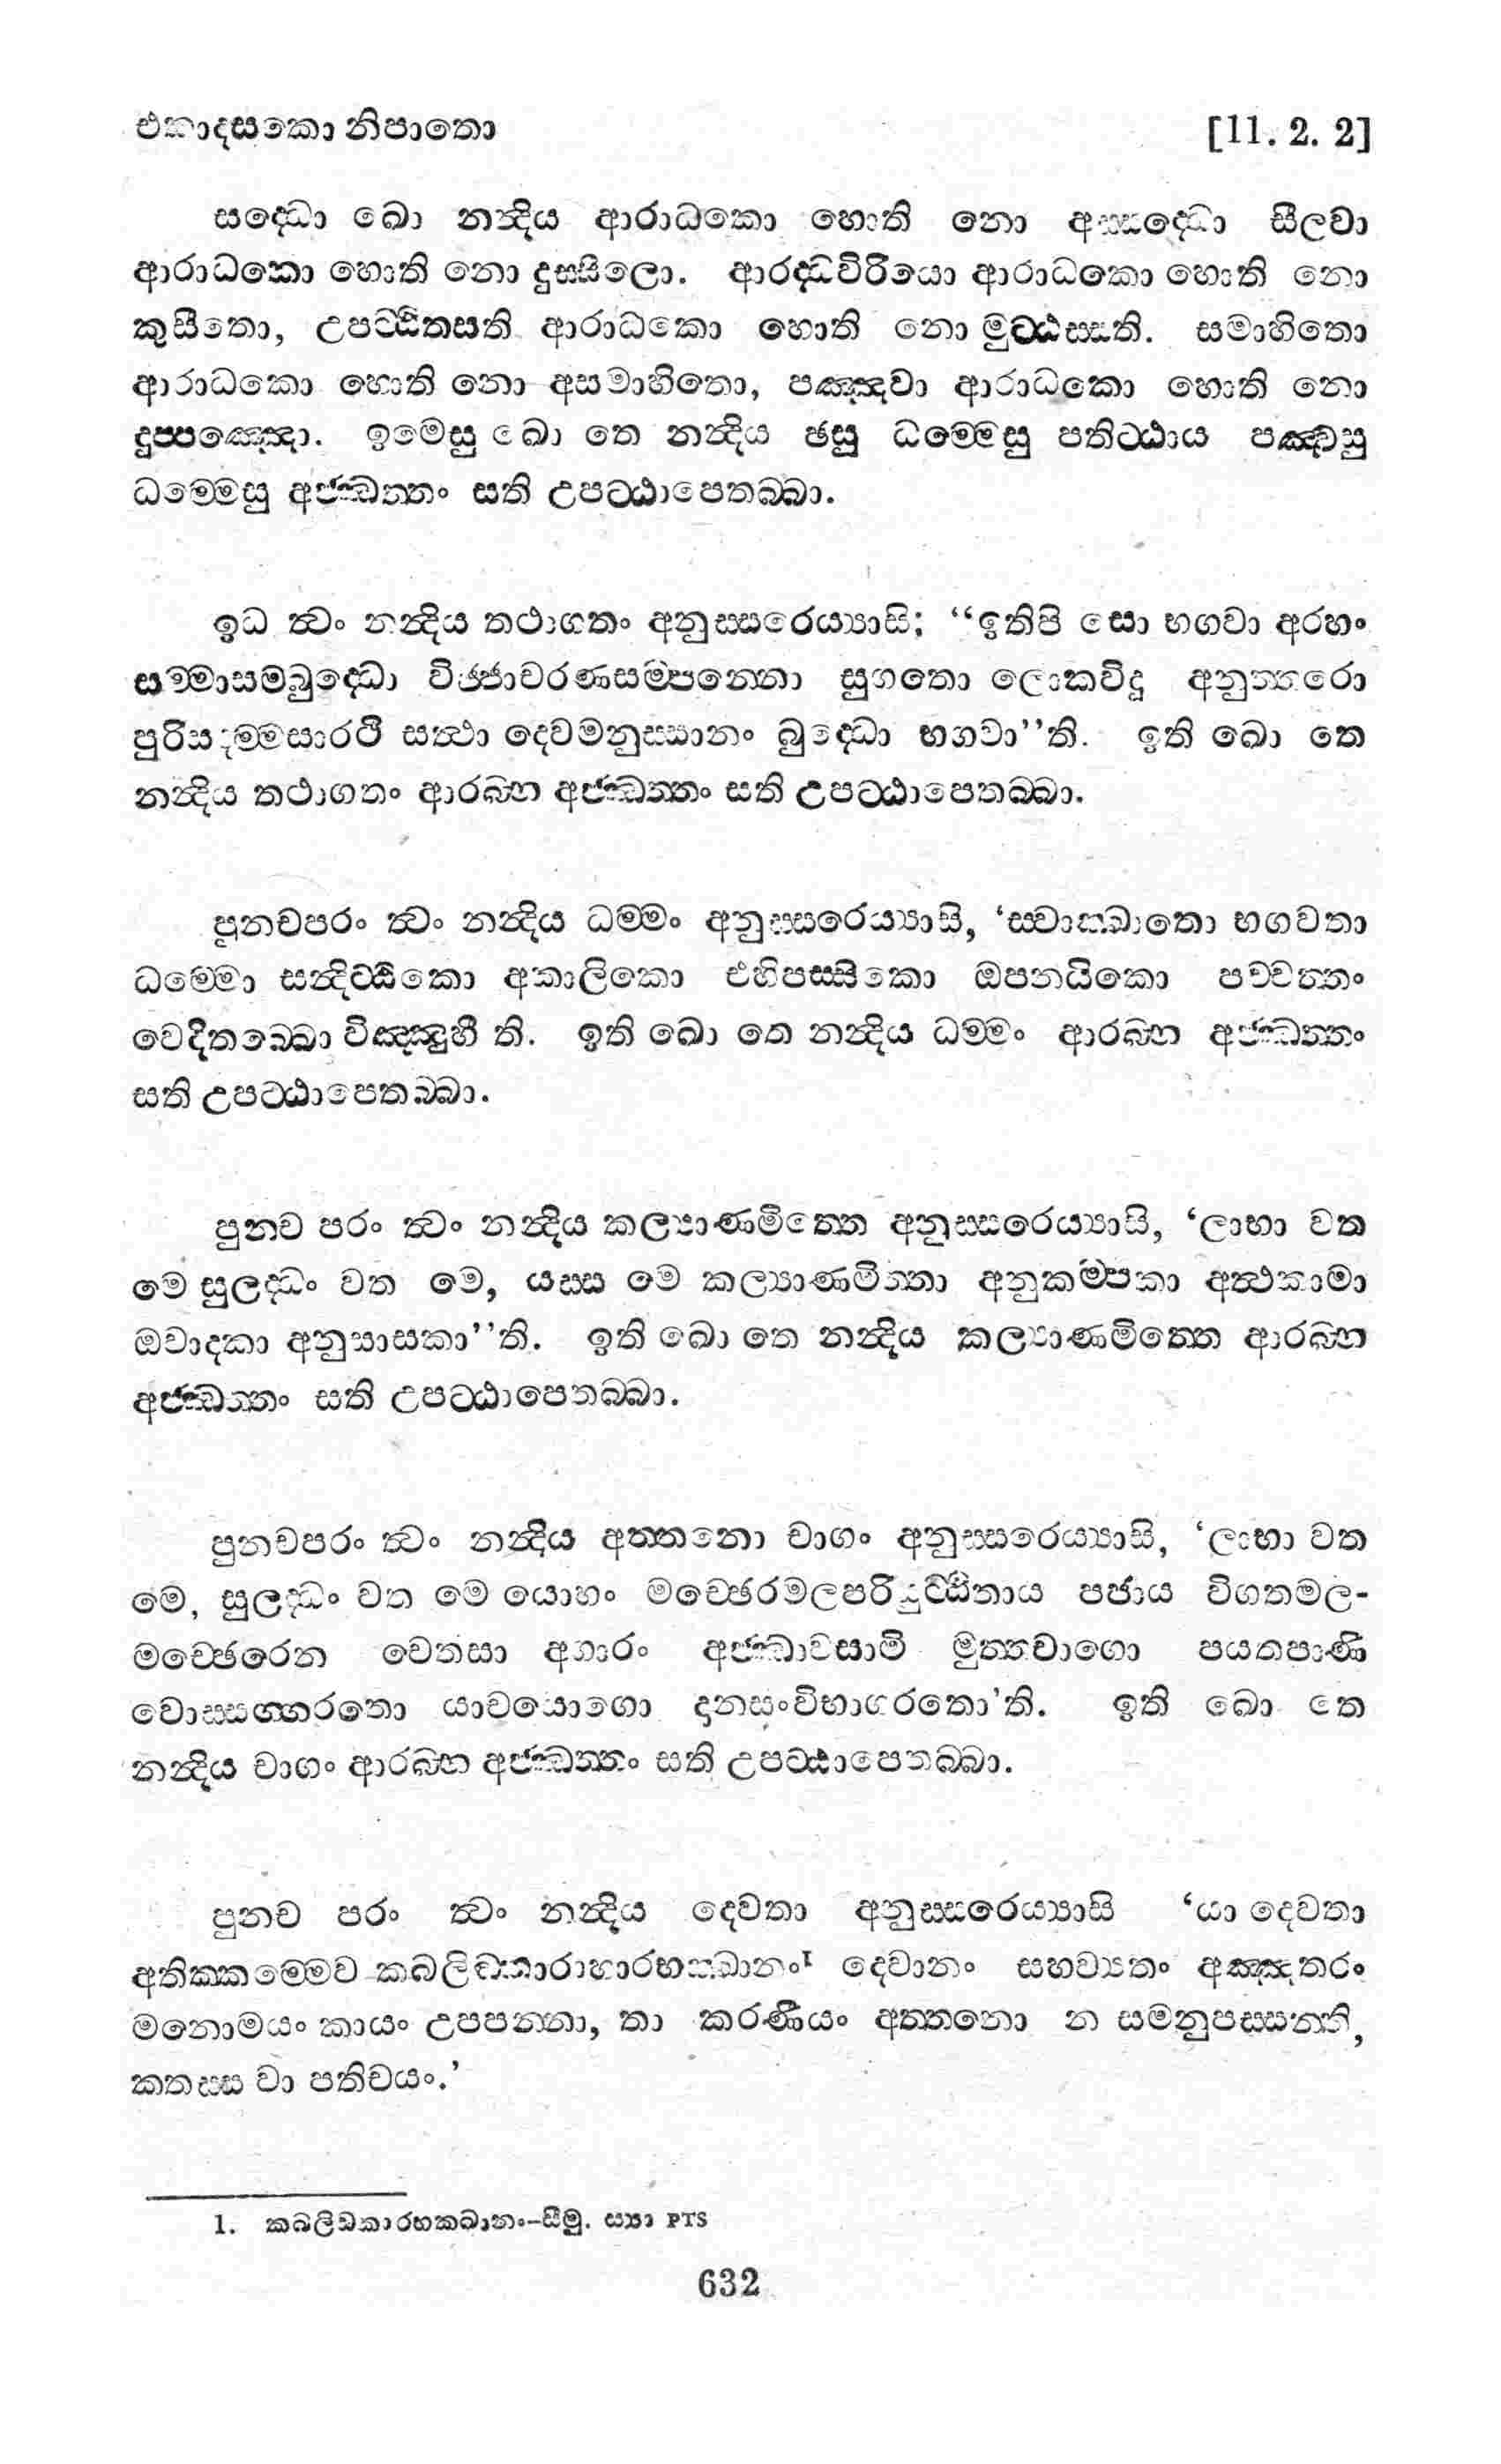 එකාදසකො නිපාතො [11. 2. 2]
සද්ධො ඛො නන්දිය ආරාධකො හොති නො අස්සද්ධො සීලවා
ආරාධකො හොති නො දුස්සීලො. ආරද්ධවිරියො ආරාධකො හොති නො
කුසීතො, උපට්ඨිතසති ආරාධකො හොති නො මුට්ඨස්සති. සමාහිතො
ආරාධකො හොති නො අසමාහිතො, පඤ්ඤවා ආරාධකො හොති නො
දුප්පඤ්ඤො. ඉමෙසු ඛො තෙ නන්දිය ඡසු ධම්මෙසු පතිට්ඨාය පඤ්චසු
ධම්මෙසු අජ්ඣත්තං සති උපට්ඨාපෙතබ්බා.
ඉධ ත්වං නන්දිය තථාගතං අනුස්සරෙය්‍යාසි; “ඉතිපි සො භගවා අරහං
සම්මාසම්බුද්ධො විජ්ජාචරණසම්පන්නො සුගතො ලොකවිදූ අනුත්තරො
පුරිසදම්මසාරථි සත්ථා දෙවමනුස්සානං බුද්ධො භගවා”ති. ඉති ඛො තෙ
නන්දිය තථාගතං ආරබ්භ අජ්ඣත්තං සති උපට්ඨාපෙතබ්බා.
පුනචපරං ත්වං නන්දිය ධම්මං අනුස්සරෙය්‍යාසි, ‘ස්වාක්ඛාතො භගවතා
ධම්මො සන්දිට්ඨිකො අකාලිකො එහිපස්සිකො ඔපනයිකො පච්චත්තං
වෙදිතබ්බො විඤ්ඤුහී ති. ඉති ඛො තෙ නන්දිය ධම්මං ආරබ්භ අජ්ඣත්තං
සති උපට්ඨාපෙතබ්බා.
පුනච පරං ත්වං නන්දිය කල්‍යාණමිත්තෙ අනුස්සරෙය්‍යාසි, ‘ලාභා වත
මෙ සුලද්ධං වත මෙ, යස්ස මෙ කල්‍යාණමිත්තා අනුකම්පකා අත්ථකාමා
ඔවාදකා අනුසාසකා’’ති. ඉති ඛො තෙ නන්දිය කල්‍යාණමිත්තෙ ආරබ්භ
අජ්ඣත්තං සති උපට්ඨාපෙතබ්බා.
පුනචපරං ත්වං නන්දිය අත්තනො චාගං අනුස්සරෙය්‍යාසි, ‘ලාභා වත
මෙ, සුලද්ධං වත මෙ යොහං මච්ඡෙරමලපරියුට්ඨිතාය පජාය විගතමල-
මච්ඡෙරෙන චෙතසා අගාරං අජ්ඣාවසාමි මුත්තචාගො පයතපාණි
වොස්සග්ගරතො යාචයොගො දානසංවිභාගරතො’ති. ඉති ඛො තෙ
නන්දිය චාගං ආරබ්භ අජ්ඣත්තං සති උපට්ඨාපෙතබ්බා.
පුනච පරං ත්වං නන්දිය දෙවතා අනුස්සරෙය්‍යාසි ‘යා දෙවතා
අතික්කම්මෙව කබලිඞ්කාරාහාරභක්ඛානං¹ දෙවානං සහව්‍යතං අඤ්ඤතරං
මනොමයං කායං උපපන්නා, තා කරණීයං අත්තනො න සමනුපස්සන්ති,
කතස්ස වා පතිචයං.’
1. කබලිඞකාරභක්ඛානං-සීමු. ස්‍යා PTS
632